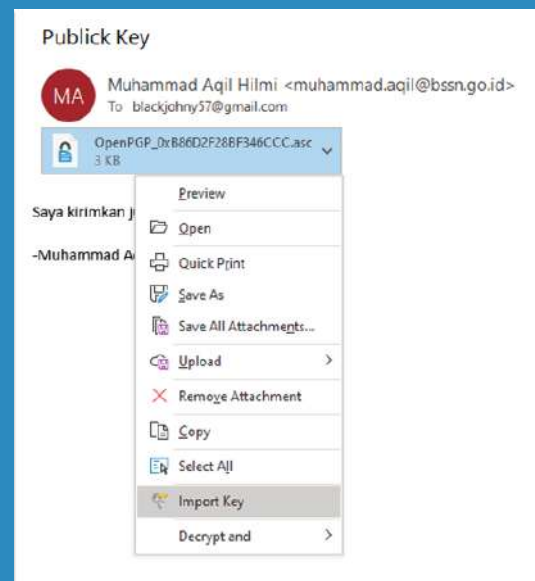 Publick Key
MA
Muhammad Aqil Hilmi <muhammad.aqil@bssn.go.id>
To blackjohny57@gmail.com
OpenPGP_0xB86D2F28BF346CCC.asc
3 KB
Preview
Saya kirimkan j
Open
-Muhammad A
Quick Print
Save As
Save All Attachments...
Upload
Remove Attachment
Copy
Select All
Import Key
Decrypt and